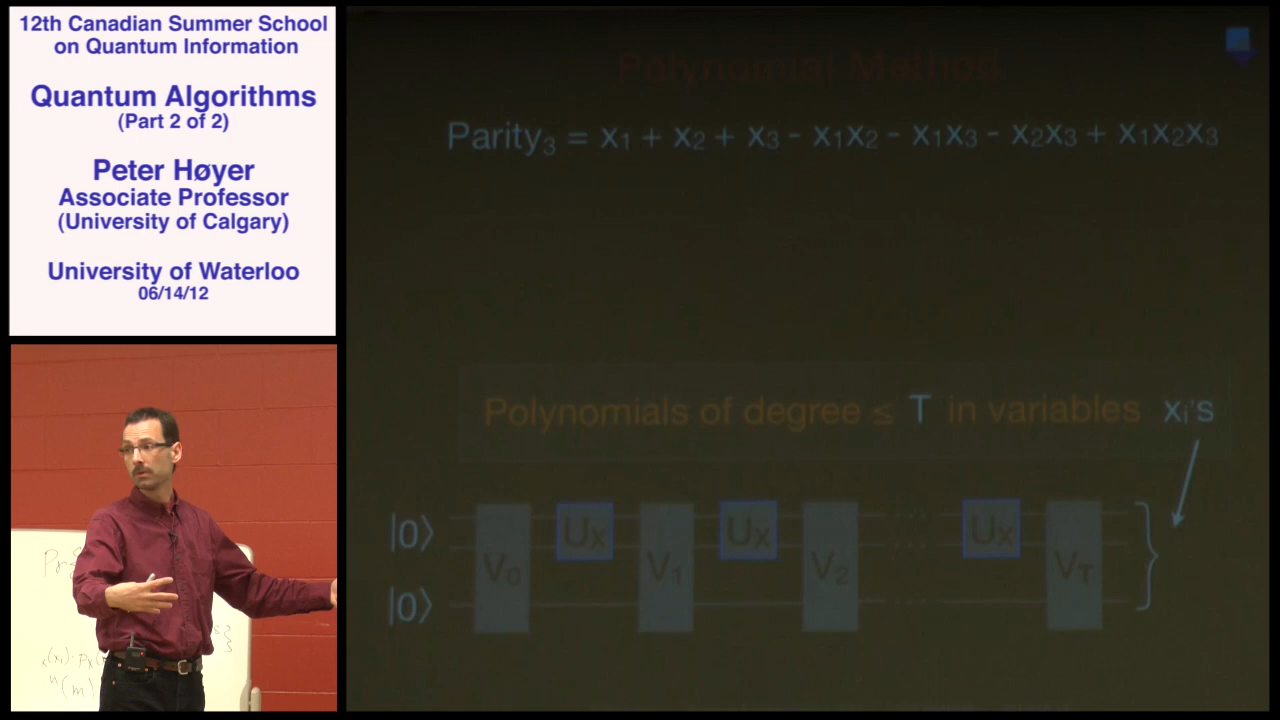 12th Canadian Summer School
on Quantum Information
Quantum Algorithms
(Part 2 of 2)
Peter Høyer
Associate Professor
(University of Calgary)
University of Waterloo
06/14/12
Polynomial Method
Parity₃ = x₁ + x₂ + x₃ - x₁x₂ - x₁x₃ - x₂x₃ + x₁x₂x₃
Polynomials of degree ≤ T in variables xᵢ's
|0⟩
|0⟩
V₀ Uₓ V₁ Uₓ V₂ ... Uₓ V_T
Pr
(x₁)
(m)